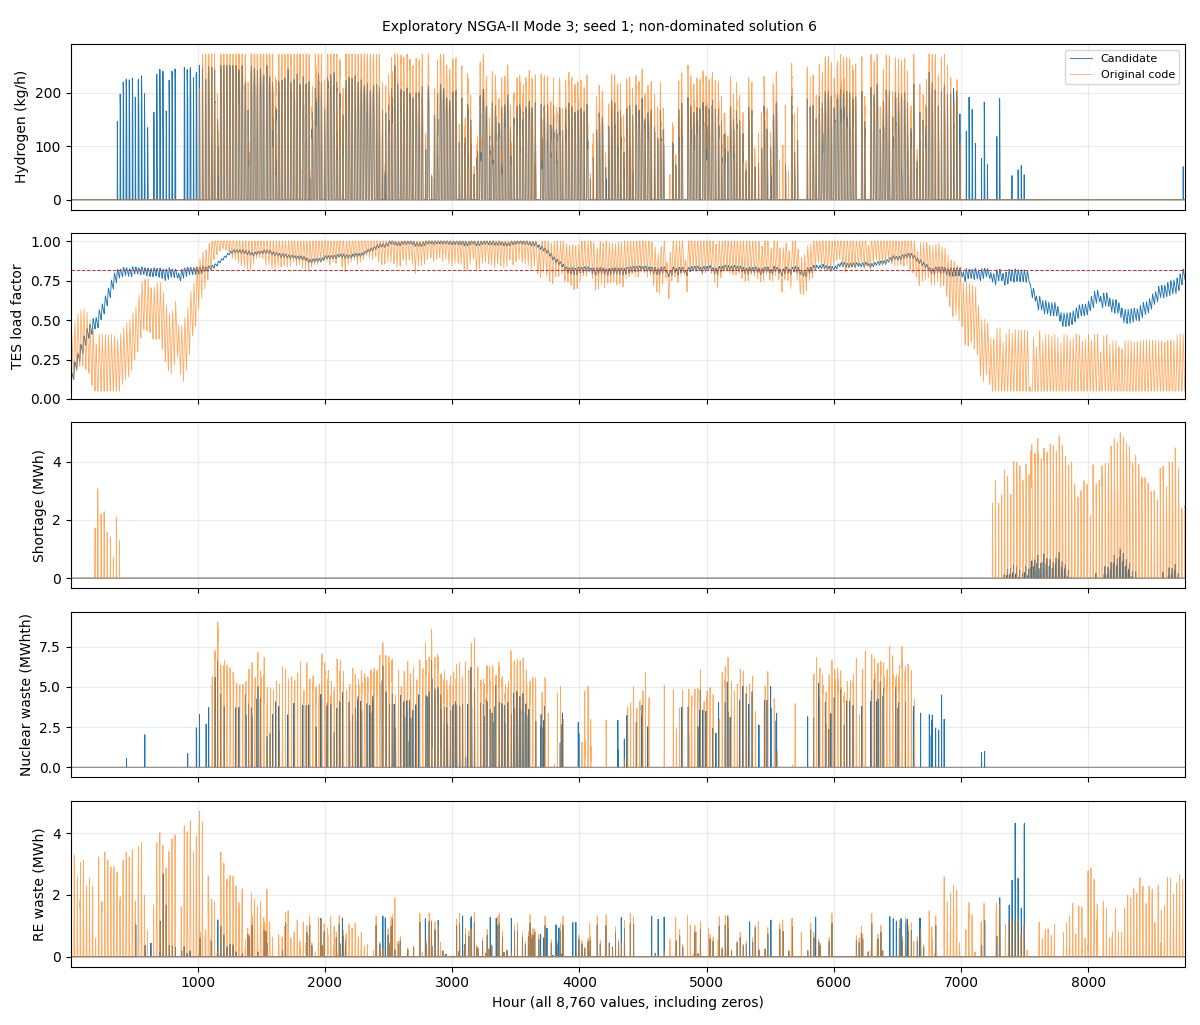 Exploratory NSGA-II Mode 3; seed 1; non-dominated solution 6
Hydrogen (kg/h)
200
100
0
Candidate
Original code
TES load factor
1.00
0.75
0.50
0.25
0.00
Shortage (MWh)
4
2
0
Nuclear waste (MWhth)
7.5
5.0
2.5
0.0
RE waste (MWh)
4
2
0
1000 2000 3000 4000 5000 6000 7000 8000
Hour (all 8,760 values, including zeros)